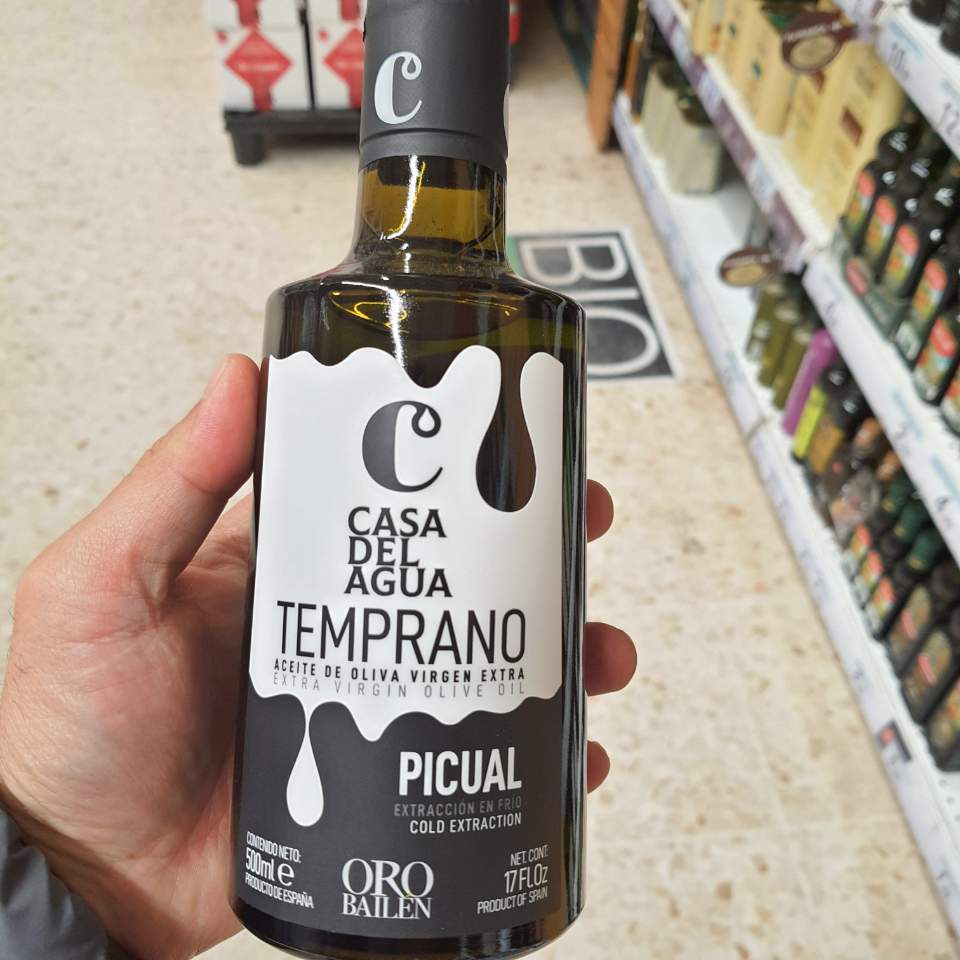 C
BIO
C
CASA
DEL
AGUA
TEMPRANO
ACEITE DE OLIVA VIRGEN EXTRA
EXTRA VIRGIN OLIVE OIL
PICUAL
EXTRACCIÓN EN FRÍO
COLD EXTRACTION
CONTENIDO NETO:
500ml e
PRODUCTO DE ESPAÑA
ORO
BAILÉN
NET. CONT:
17 Fl.Oz
PRODUCT OF SPAIN